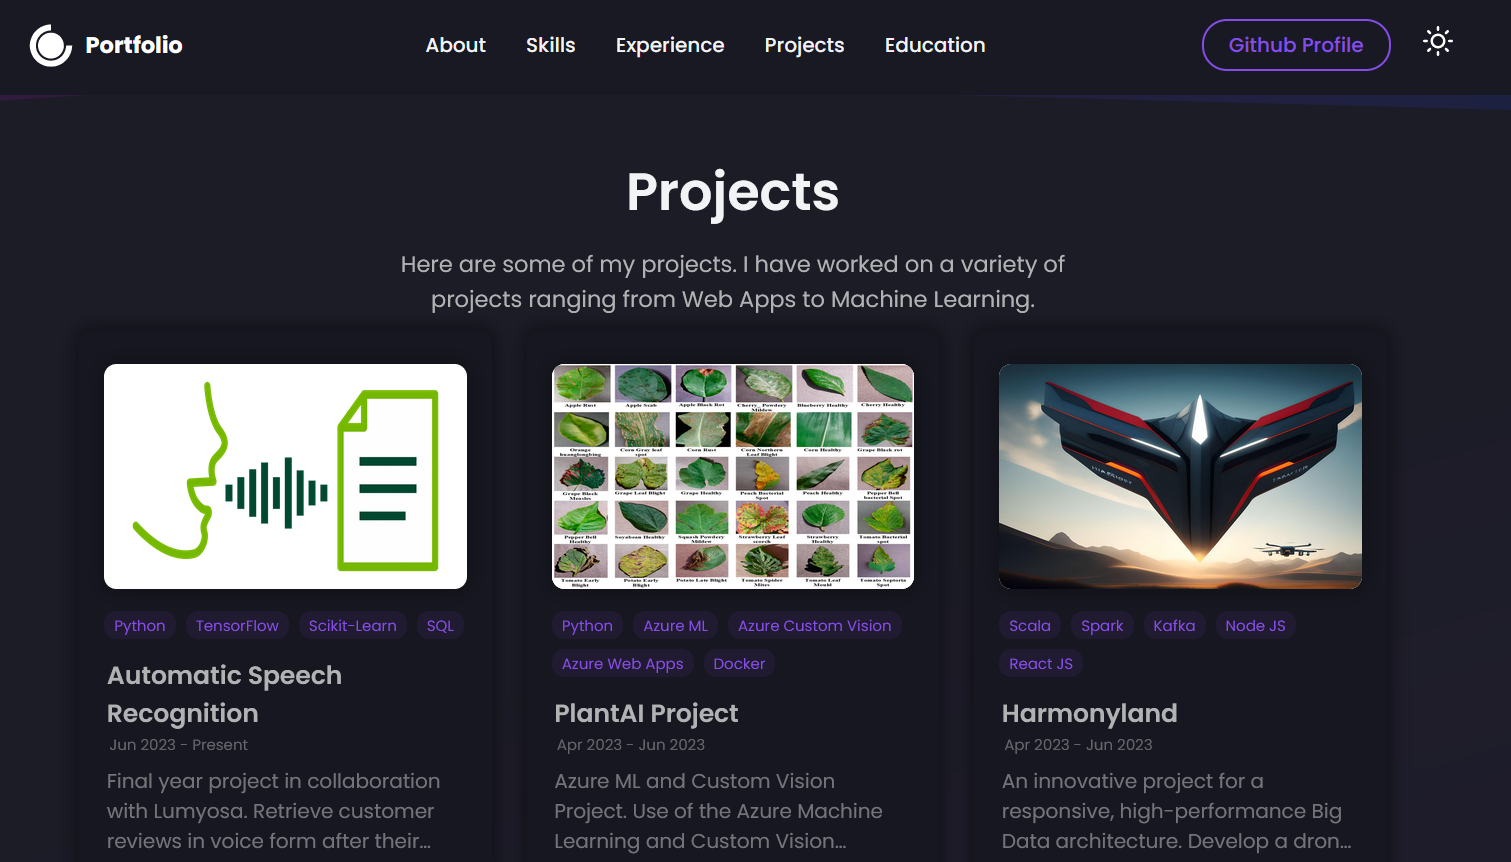 Portfolio
About Skills Experience Projects Education
Github Profile
Projects
Here are some of my projects. I have worked on a variety of
projects ranging from Web Apps to Machine Learning.
Apple Rust Apple Scab Apple Black Rot Cherry_ Powdery Mildew Blueberry Healthy Cherry Healthy
Orange huanglongbing Corn Gray leaf spot Corn Rust Corn Northern Leaf Blight Corn Healthy Grape Black rot
Grape Black Measles Grape Leaf Blight Grape Healthy Peach Bacterial Spot Peach Healthy Pepper Bell bacterial Spot
Pepper Bell Healthy Soyabean Healthy Squash Powdery Mildew Strawberry Leaf scorch Strawberry Healthy Tomato Bacterial spot
Tomato Early Blight Potato Early Blight Potato Late Blight Tomato Spider Mites Tomato Leaf Mould Tomato Septoria Spot
Python TensorFlow Scikit-Learn SQL
Automatic Speech
Recognition
Jun 2023 - Present
Final year project in collaboration
with Lumyosa. Retrieve customer
reviews in voice form after their...
Python Azure ML Azure Custom Vision
Azure Web Apps Docker
PlantAI Project
Apr 2023 - Jun 2023
Azure ML and Custom Vision
Project. Use of the Azure Machine
Learning and Custom Vision...
Scala Spark Kafka Node JS
React JS
Harmonyland
Apr 2023 - Jun 2023
An innovative project for a
responsive, high-performance Big
Data architecture. Develop a dron...